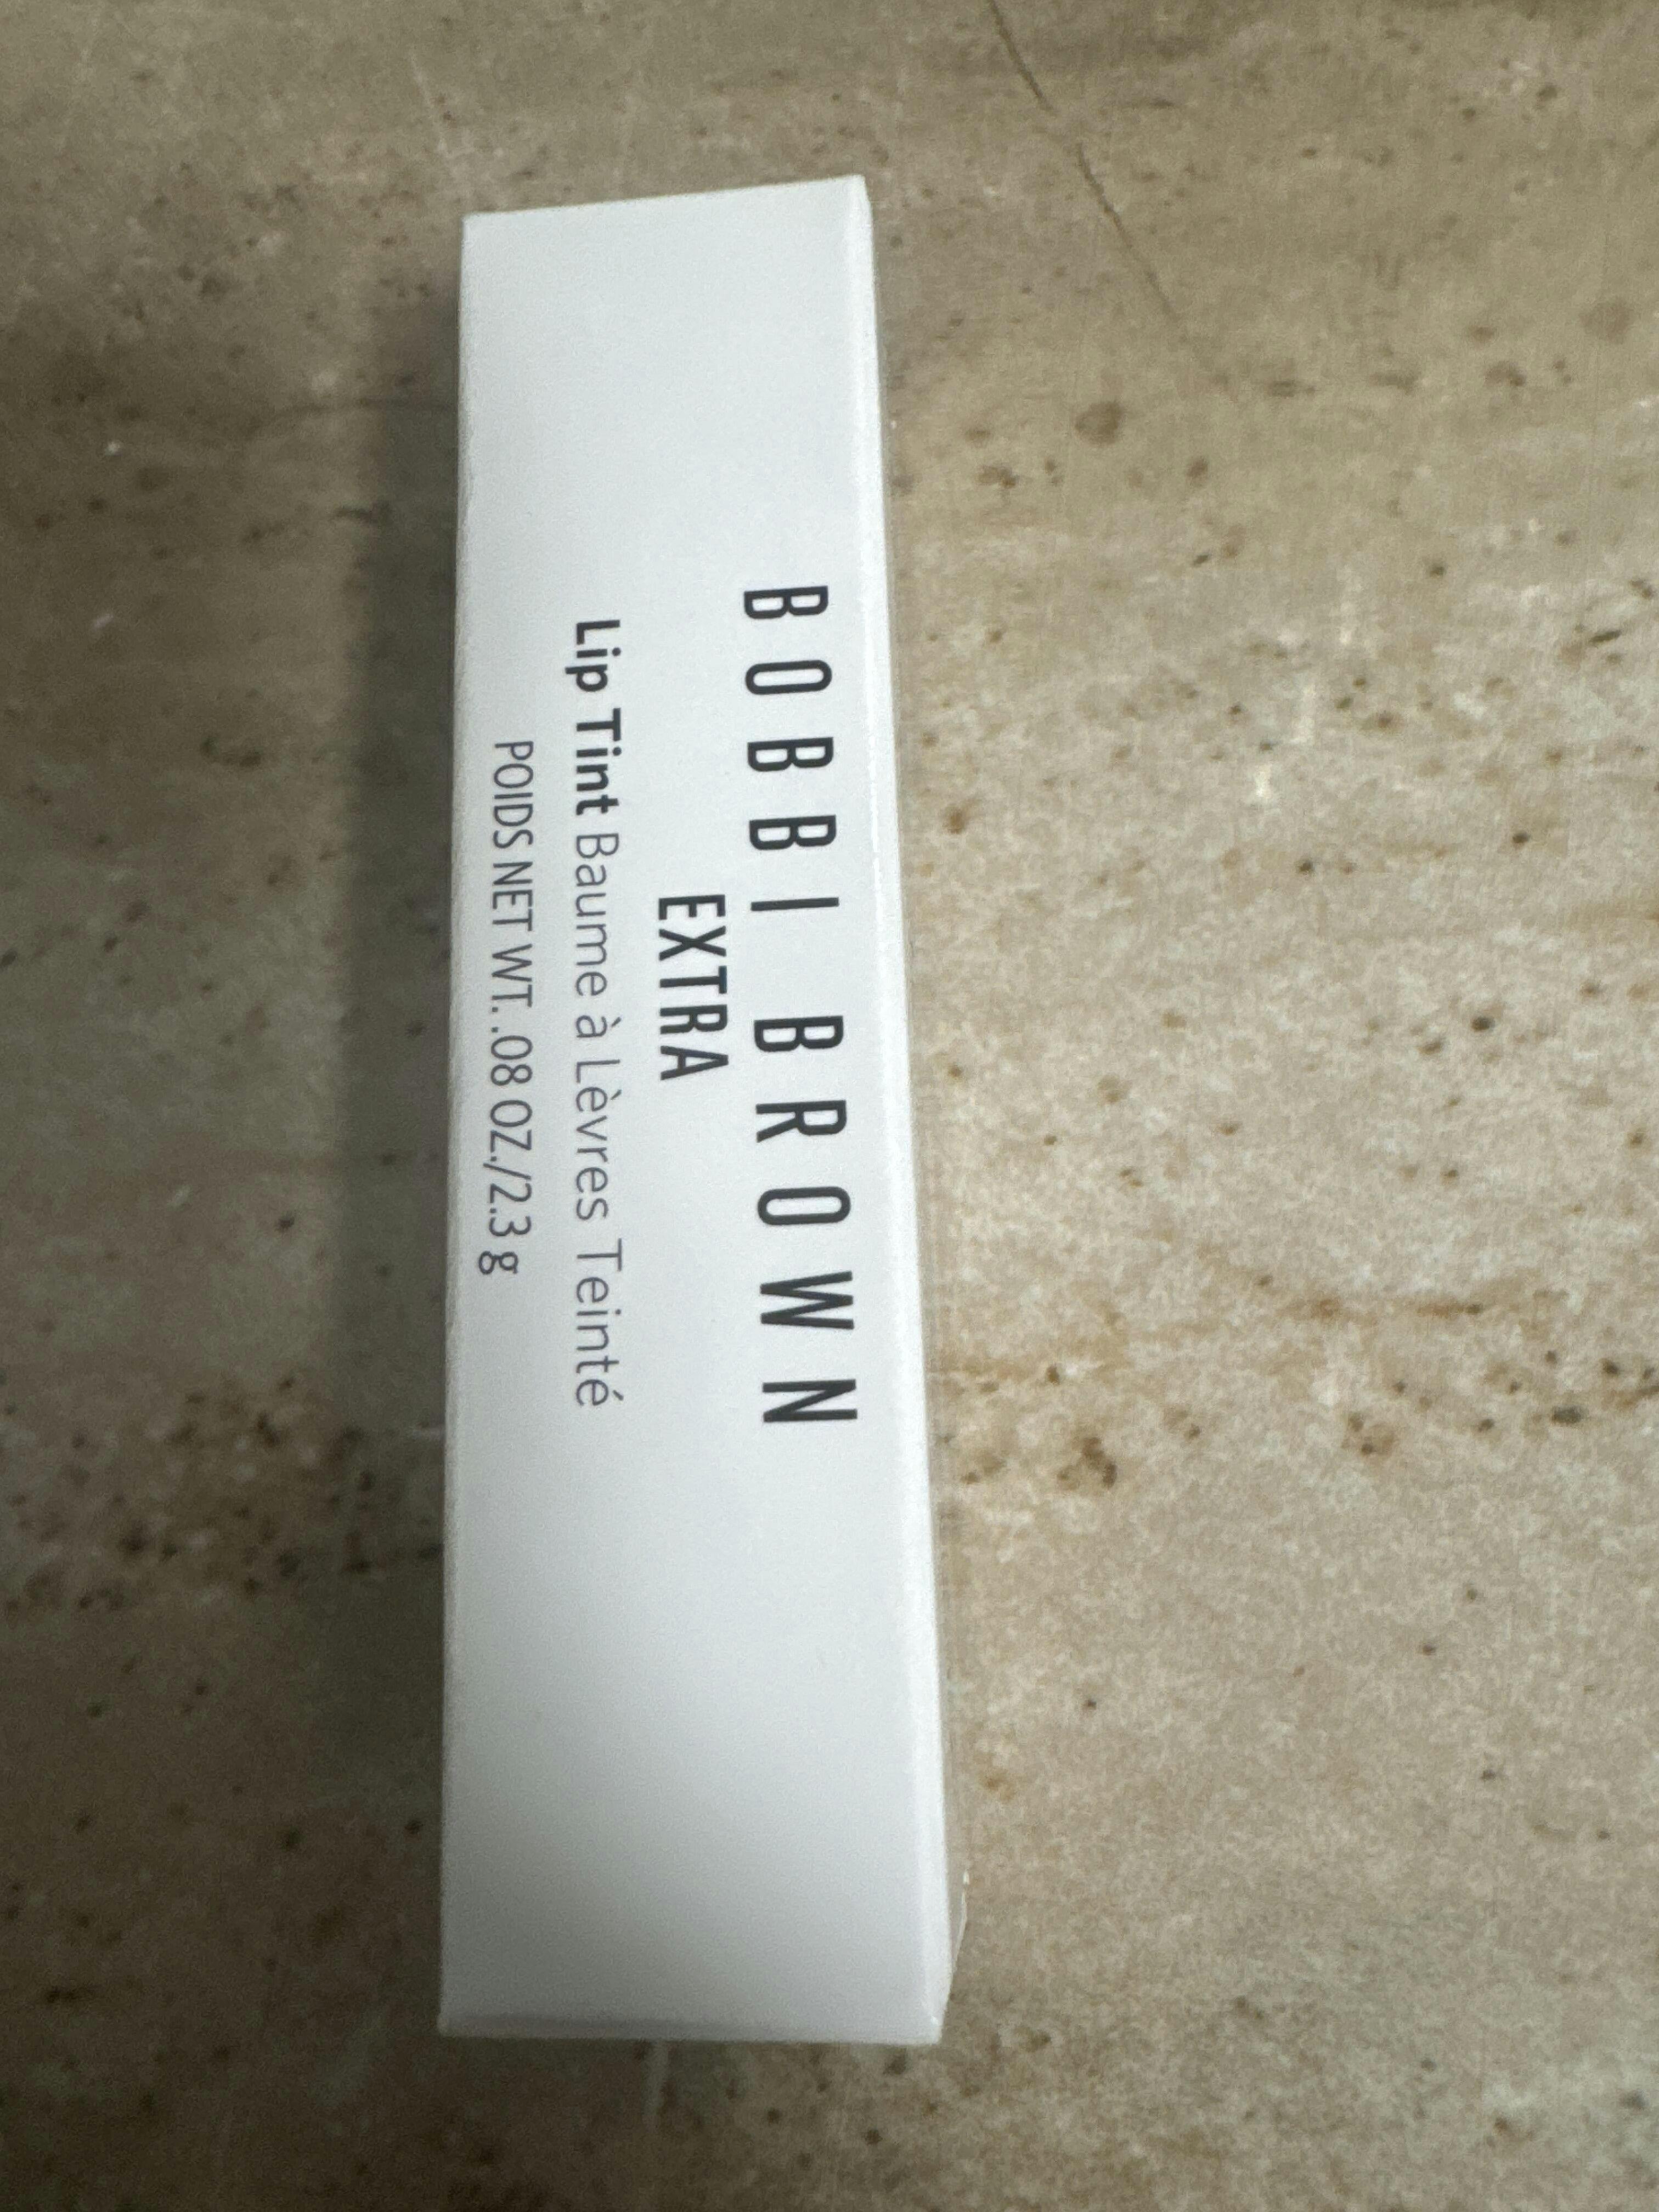 BOBBI BROWN
EXTRA
Lip Tint Baume à Lèvres Teinté
POIDS NET WT. .08 OZ./2.3 g